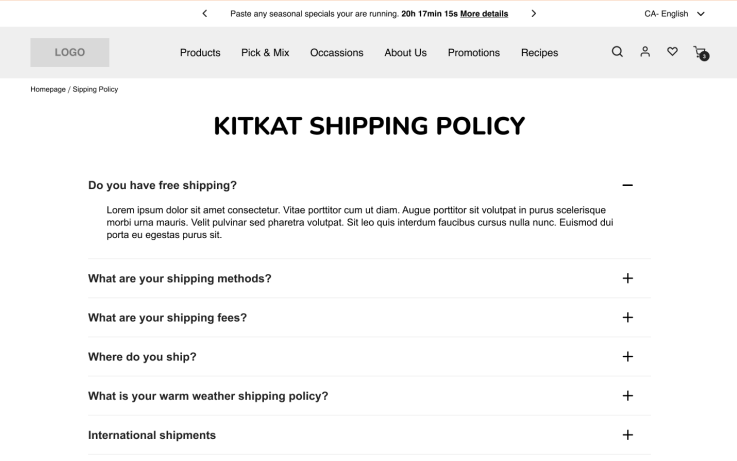 Paste any seasonal specials your are running. 20h 17min 15s More details
CA- English
LOGO
Products Pick & Mix Occassions About Us Promotions Recipes
3
Homepage / Sipping Policy
KITKAT SHIPPING POLICY
Do you have free shipping?
Lorem ipsum dolor sit amet consectetur. Vitae porttitor cum ut diam. Augue porttitor sit volutpat in purus scelerisque
morbi urna mauris. Velit pulvinar sed pharetra volutpat. Sit leo quis interdum faucibus cursus nulla nunc. Euismod dui
porta eu egestas purus sit.
What are your shipping methods?
What are your shipping fees?
Where do you ship?
What is your warm weather shipping policy?
International shipments